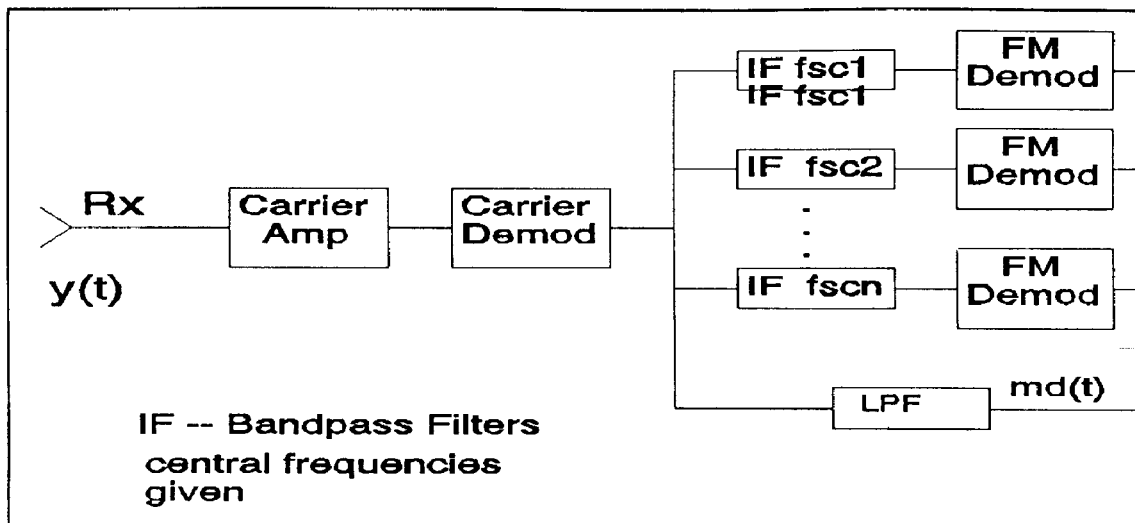 IF fsc1
IF fsc1
FM
Demod
IF fsc2
FM
Demod
Rx
Carrier
Amp
Carrier
Demod
y(t)
IF fscn
FM
Demod
LPF
md(t)
IF -- Bandpass Filters
central frequencies
given